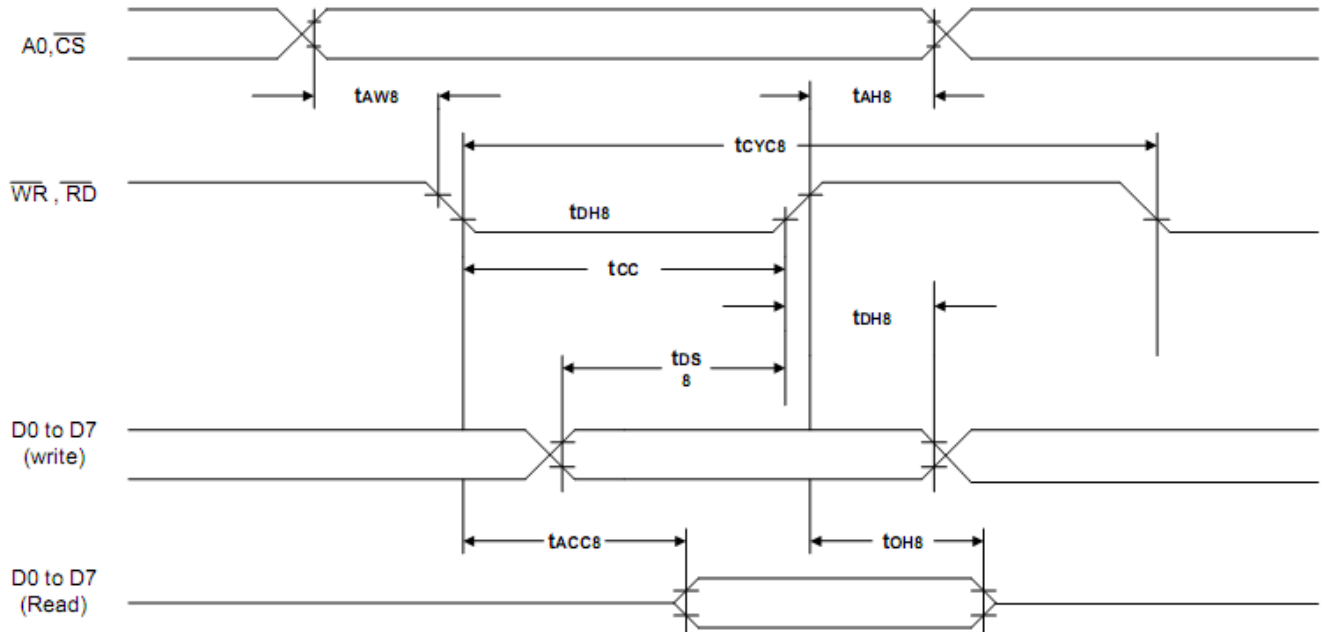 A0,CS
tAW8
tAH8
tCYC8
WR , RD
tDH8
tCC
tDH8
tDS
8
D0 to D7
(write)
tACC8
tOH8
D0 to D7
(Read)